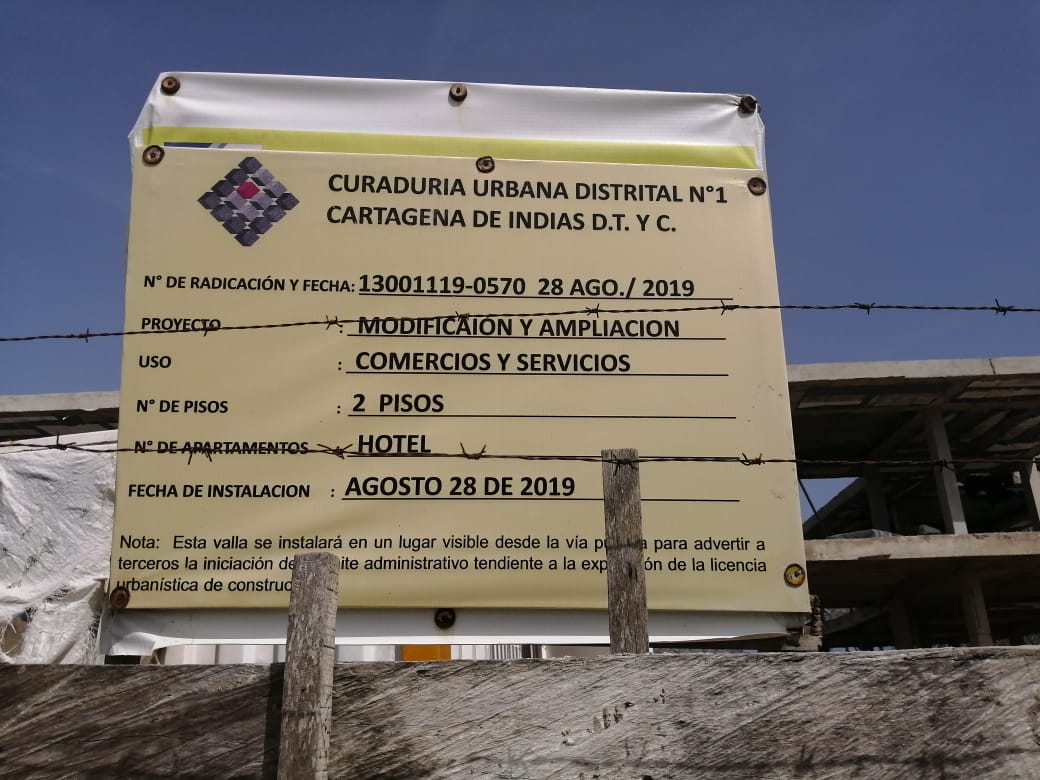 CURADURIA URBANA DISTRITAL N°1
CARTAGENA DE INDIAS D.T. Y C.
N° DE RADICACIÓN Y FECHA: 13001119-0570 28 AGO./ 2019
PROYECTO : MODIFICAIÓN Y AMPLIACION
USO : COMERCIOS Y SERVICIOS
N° DE PISOS : 2 PISOS
N° DE APARTAMENTOS : HOTEL
FECHA DE INSTALACION : AGOSTO 28 DE 2019
Nota: Esta valla se instalará en un lugar visible desde la vía para advertir a
terceros la iniciación administrativo tendiente a la de la licencia
urbanística de